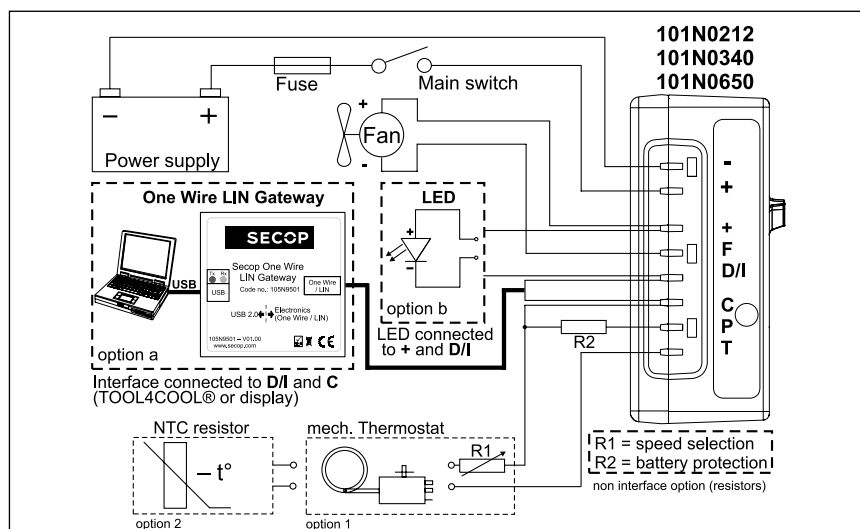 101N0212
101N0340
101N0650
Fuse
Main switch
– +
Power supply
+
Fan
-
One Wire LIN Gateway
SECOP
Secop One Wire
LIN Gateway
Code no.: 105N9501
Tx Rx
USB
USB
One Wire
/ LIN
USB 2.0
Electronics
(One Wire / LIN)
105N9501 – V01.00
www.secop.com
CE
option a
Interface connected to D/I and C
(TOOL4COOL® or display)
LED
+
–
option b
LED connected
to + and D/I
-
+
+
F
D/I
C
P
T
R2
NTC resistor
– t°
option 2
mech. Thermostat
R1
option 1
R1 = speed selection
R2 = battery protection
non interface option (resistors)